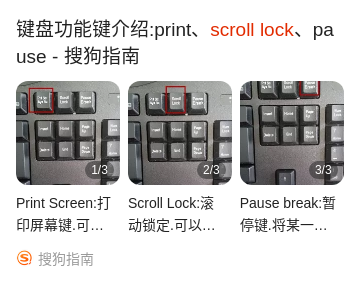 键盘功能键介绍:print、scroll lock、pa
use - 搜狗指南
1/3
2/3
3/3
Print Screen:打
印屏幕键.可…
Scroll Lock:滚
动锁定.可以…
Pause break:暂
停键.将某一…
搜狗指南